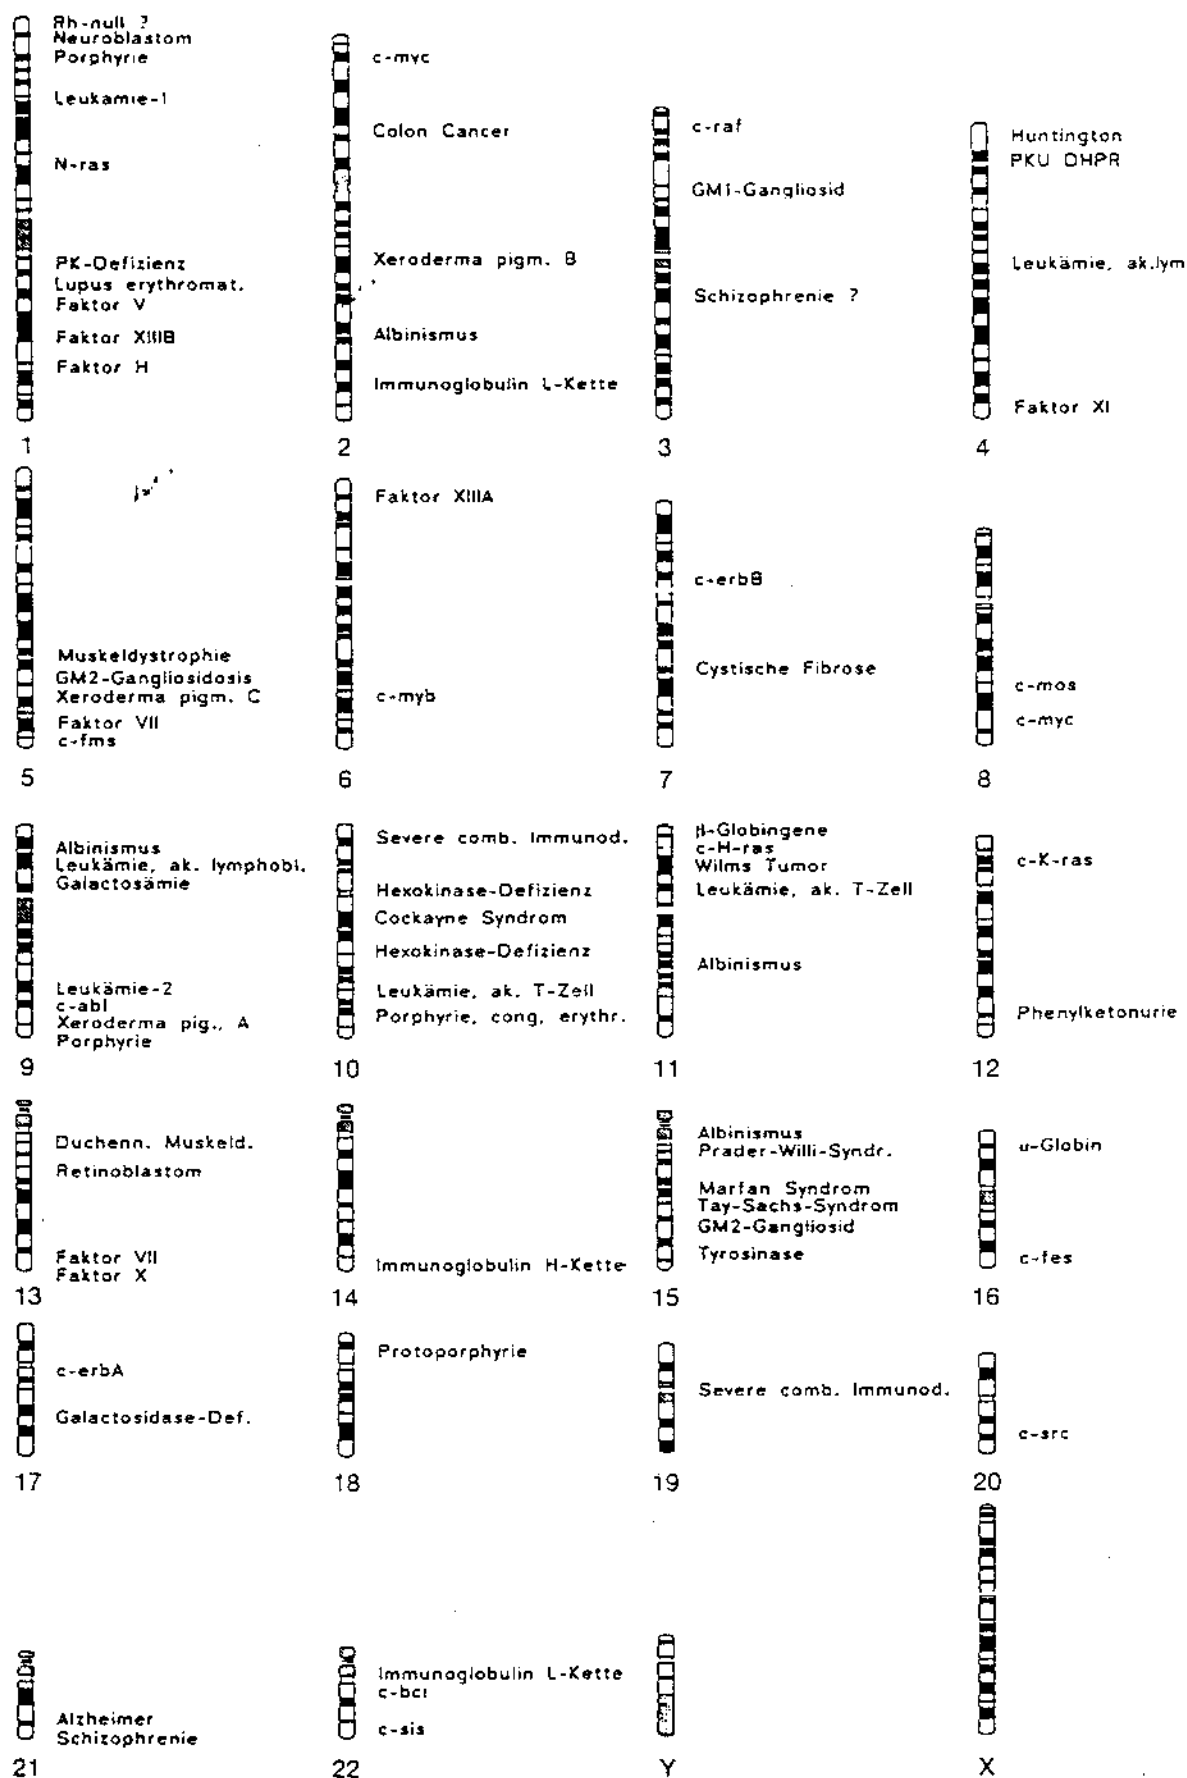 Rh-null ?
Neuroblastom
Porphyrie
Leukämie-1
N-ras
PK-Defizienz
Lupus erythromat.
Faktor V
Faktor XIIIB
Faktor H
1
c-myc
Colon Cancer
Xeroderma pigm. B
Albinismus
Immunoglobulin L-Kette
2
c-raf
GM1-Gangliosid
Schizophrenie ?
3
Huntington
PKU DHPR
Leukämie, ak.lym
Faktor XI
4
Muskeldystrophie
GM2-Gangliosidosis
Xeroderma pigm. C
Faktor VII
c-fms
5
Faktor XIIIA
c-myb
6
c-erbB
Cystische Fibrose
7
c-mos
c-myc
8
Albinismus
Leukämie, ak. lymphobl.
Galactosämie
Leukämie-2
c-abl
Xeroderma pig., A
Porphyrie
9
Severe comb. Immunod.
Hexokinase-Defizienz
Cockayne Syndrom
Hexokinase-Defizienz
Leukämie, ak. T-Zell
Porphyrie, cong, erythr.
10
β-Globingene
c-H-ras
Wilms Tumor
Leukämie, ak. T-Zell
Albinismus
11
c-K-ras
Phenylketonurie
12
Duchenn. Muskeld.
Retinoblastom
Faktor VII
Faktor X
13
Immunoglobulin H-Kette
14
Albinismus
Prader-Willi-Syndr.
Marfan Syndrom
Tay-Sachs-Syndrom
GM2-Gangliosid
Tyrosinase
15
α-Globin
c-fes
16
c-erbA
Galactosidase-Def.
17
Protoporphyrie
18
Severe comb. Immunod.
19
c-src
20
Alzheimer
Schizophrenie
21
Immunoglobulin L-Kette
c-bcr
c-sis
22
Y
X